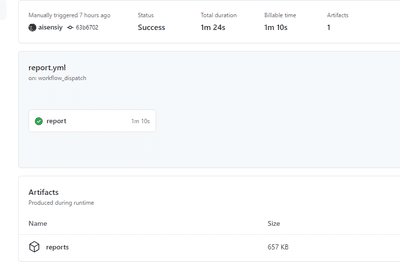 Manually triggered 7 hours ago
Status
Total duration
Billable time
Artifacts
aisensiy 63b6702
Success
1m 24s
1m 10s
1
report.yml
on: workflow_dispatch
report
1m 10s
Artifacts
Produced during runtime
Name
Size
reports
657 KB